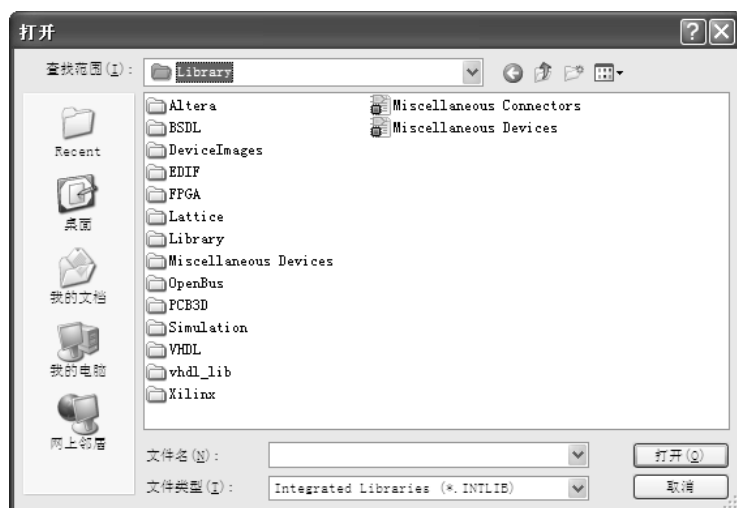 打开
查找范围(I):
Library
Recent
桌面
我的文档
我的电脑
网上邻居
Altera
BSDL
DeviceImages
EDIF
FPGA
Lattice
Library
Miscellaneous Devices
OpenBus
PCB3D
Simulation
VHDL
vhdl_lib
Xilinx
Miscellaneous Connectors
Miscellaneous Devices
文件名(N):
打开(O)
文件类型(T):
Integrated Libraries (*.INTLIB)
取消